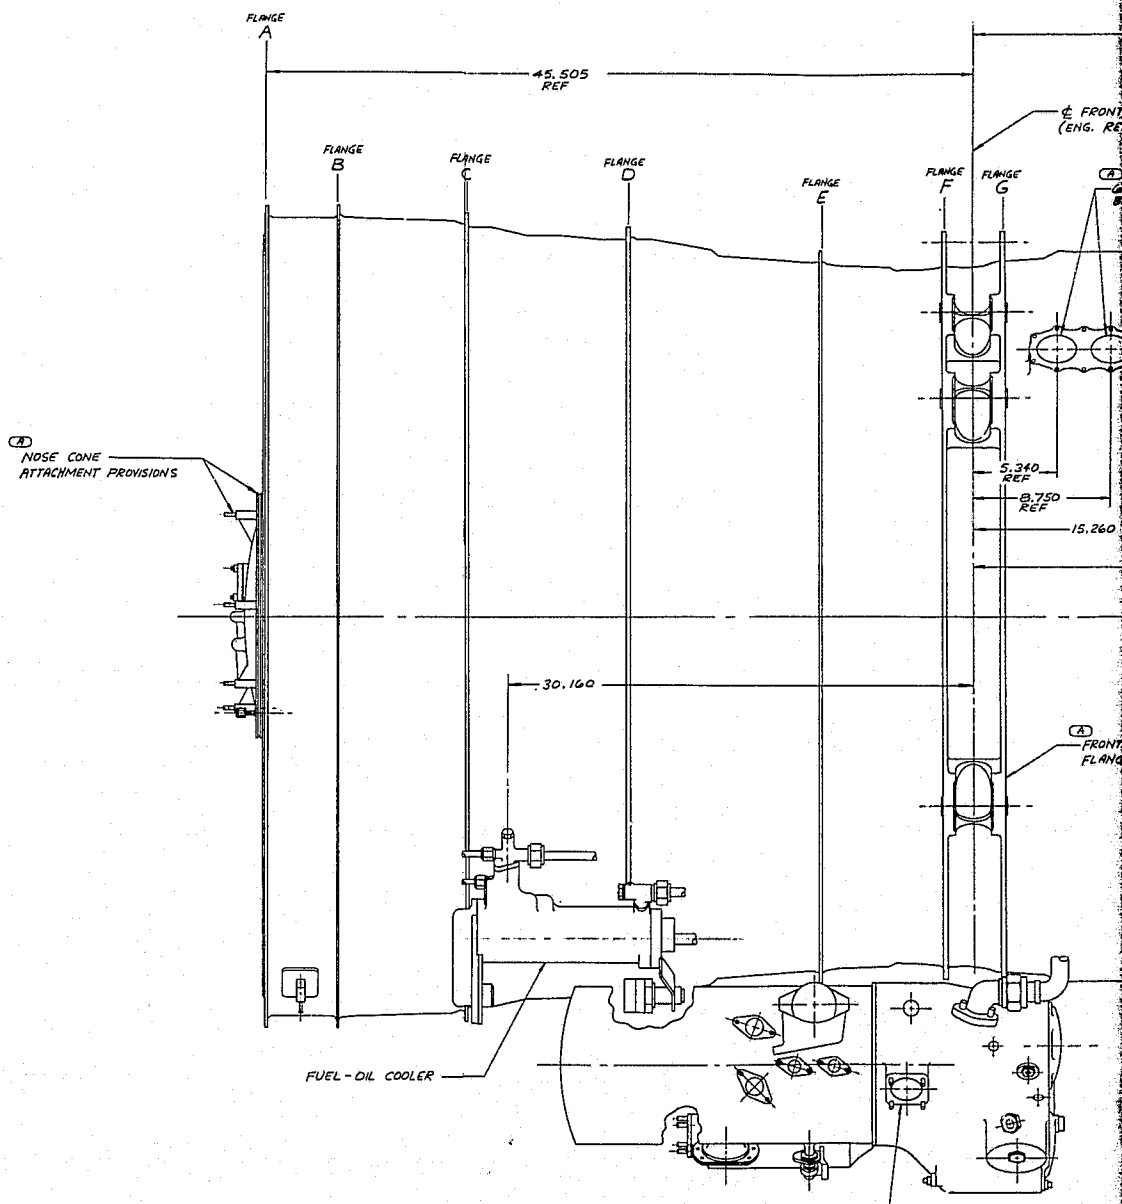 FLANGE
A
45.505
REF
℄ FRONT
(ENG. RE
FLANGE
B
FLANGE
C
FLANGE
D
FLANGE
E
FLANGE
F
FLANGE
G
A
A
NOSE CONE
ATTACHMENT PROVISIONS
5.340
REF
8.750
REF
15.260
30.160
A
FRONT
FLANG
FUEL-OIL COOLER